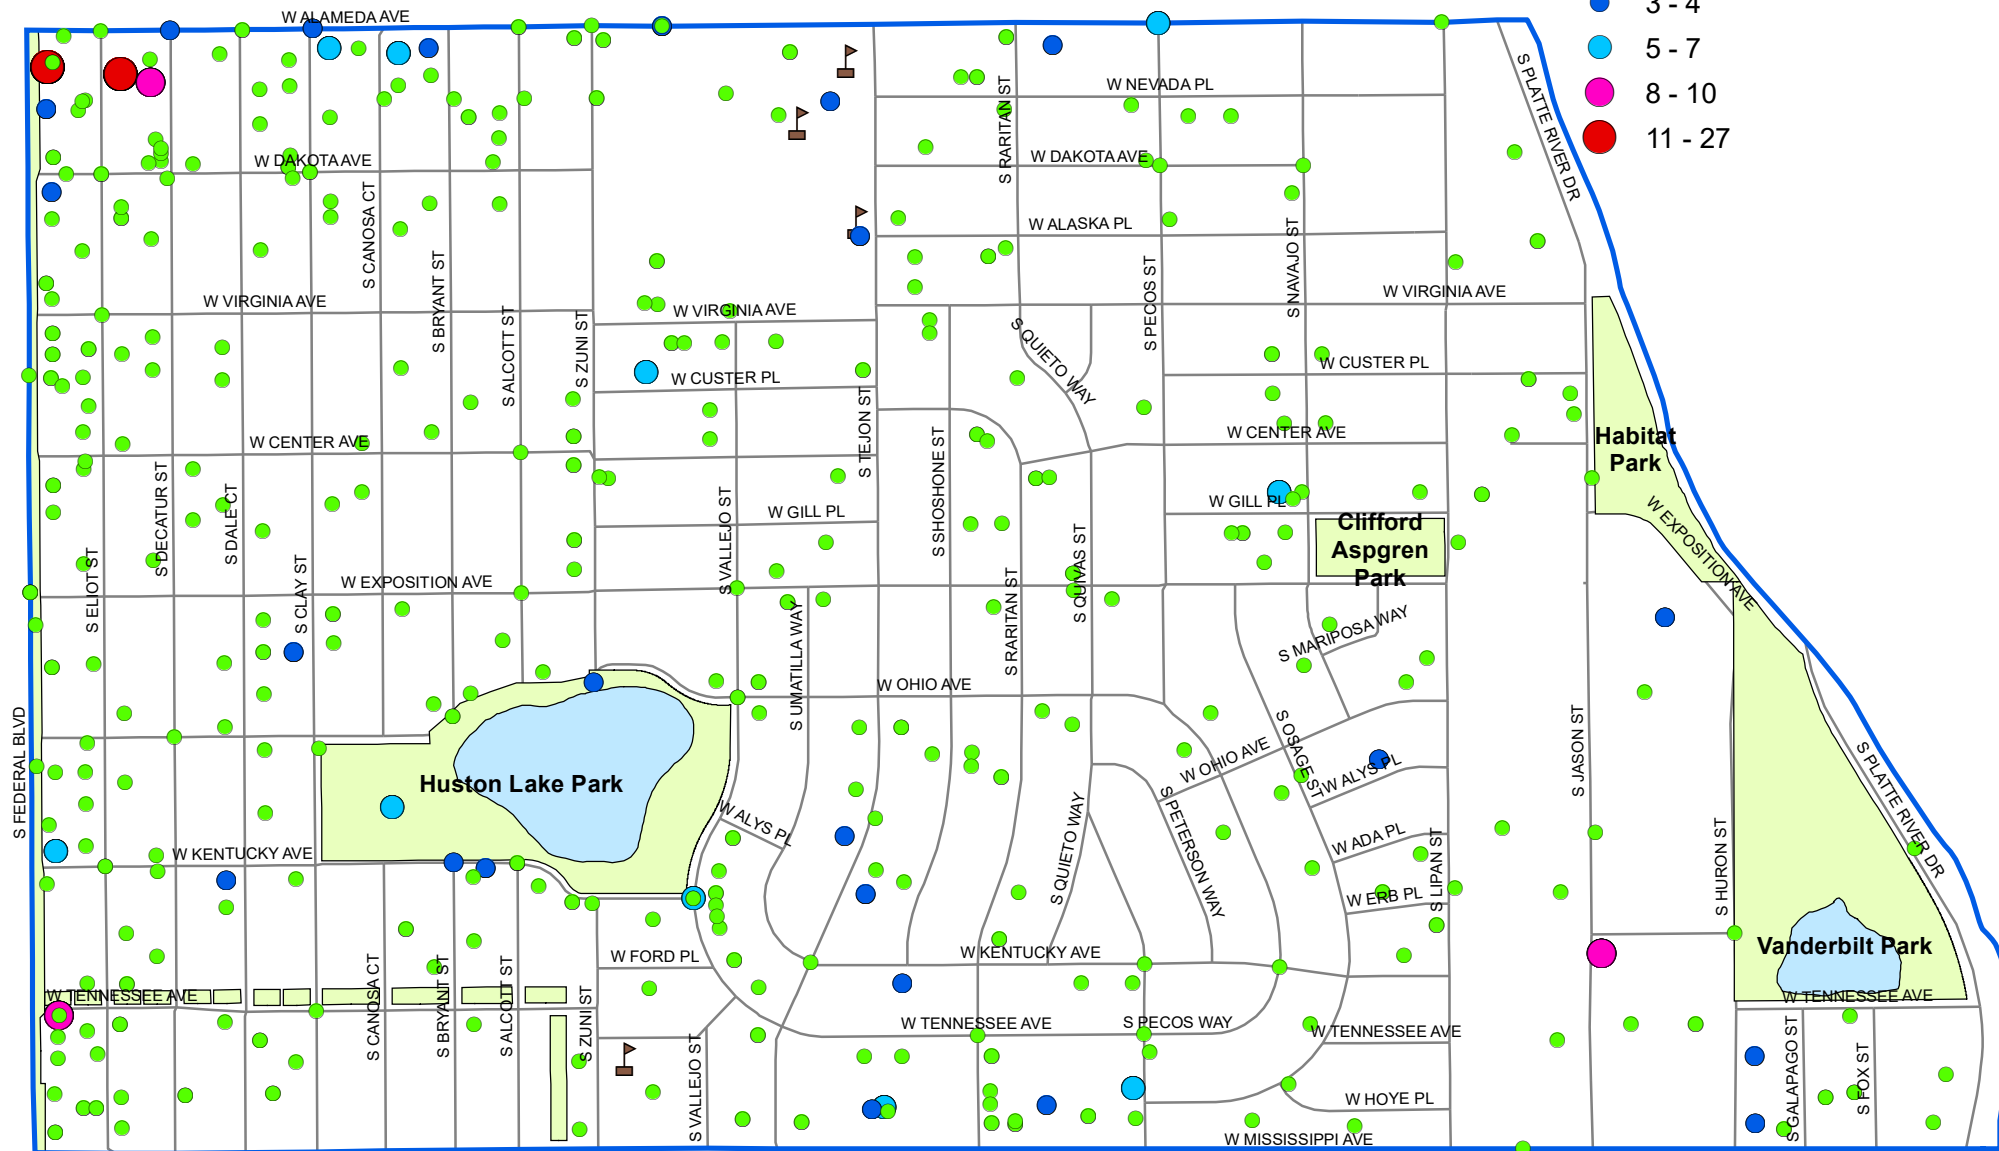 W ALAMEDA AVE
3 - 4
5 - 7
8 - 10
11 - 27
S PLATTE RIVER DR
W NEVADA PL
S RARITAN ST
W DAKOTA AVE
W DAKOTA AVE
S CANOSA CT
W ALASKA PL
S NAVAJO ST
S BRYANT ST
S PECOS ST
W VIRGINIA AVE
W VIRGINIA AVE
W VIRGINIA AVE
S ALCOTT ST
S ZUNI ST
S QUIETO WAY
W CUSTER PL
W CUSTER PL
S TEJON ST
W CENTER AVE
W CENTER AVE
Habitat
Park
S SHOSHONE ST
S DECATUR ST
S DALE CT
S VALLEJO ST
W GILL PL
W GILL PL
Clifford
Aspgren
Park
W EXPOSITION AVE
S ELIOT ST
S CLAY ST
W EXPOSITION AVE
S QUIVAS ST
S RARITAN ST
S UMATILLA WAY
S MARIPOSA WAY
W OHIO AVE
S FEDERAL BLVD
S OSAGE ST
W OHIO AVE
S JASON ST
Huston Lake Park
W ALYS PL
W ALYS PL
S PLATTE RIVER DR
S QUIETO WAY
S PETERSON WAY
W ADA PL
S LIPAN ST
S HURON ST
W KENTUCKY AVE
W ERB PL
W KENTUCKY AVE
W FORD PL
Vanderbilt Park
S CANOSA CT
S BRYANT ST
S ALCOTT ST
S ZUNI ST
W TENNESSEE AVE
W TENNESSEE AVE
W TENNESSEE AVE
S PECOS WAY
W TENNESSEE AVE
S VALLEJO ST
S GALAPAGO ST
S FOX ST
W HOYE PL
W MISSISSIPPI AVE